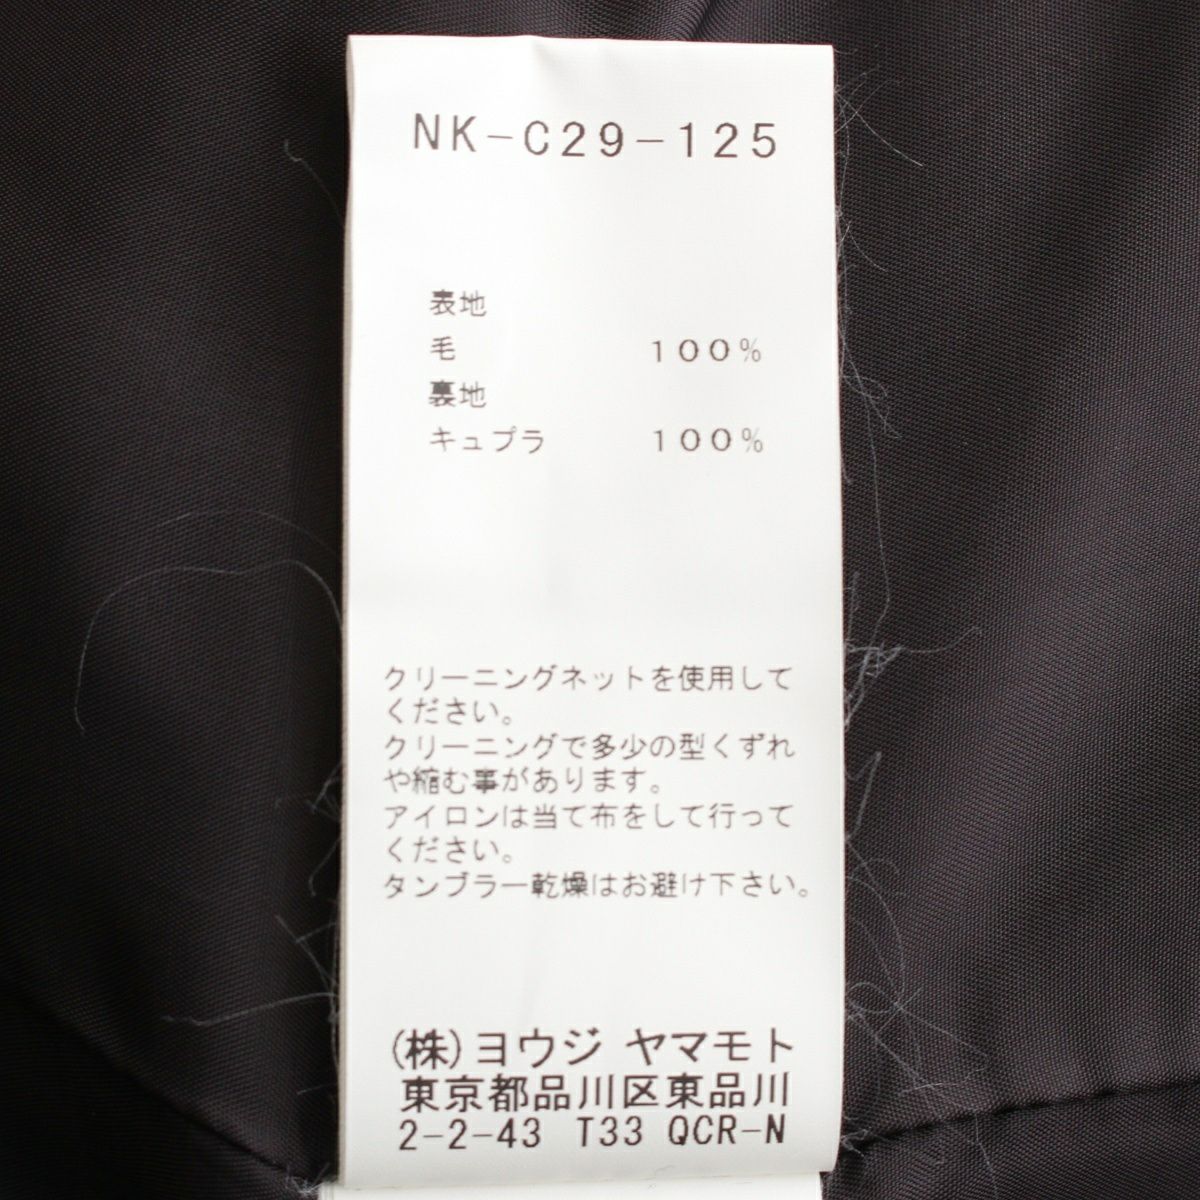 NK-C29-125
表地
毛 100%
裏地
キュプラ 100%
クリーニングネットを使用して
ください。
クリーニングで多少の型くずれ
や縮む事があります。
アイロンは当て布をして行って
ください。
タンブラー乾燥はお避け下さい。
(株)ヨウジ ヤマモト
東京都品川区東品川
2-2-43 T33 QCR-N